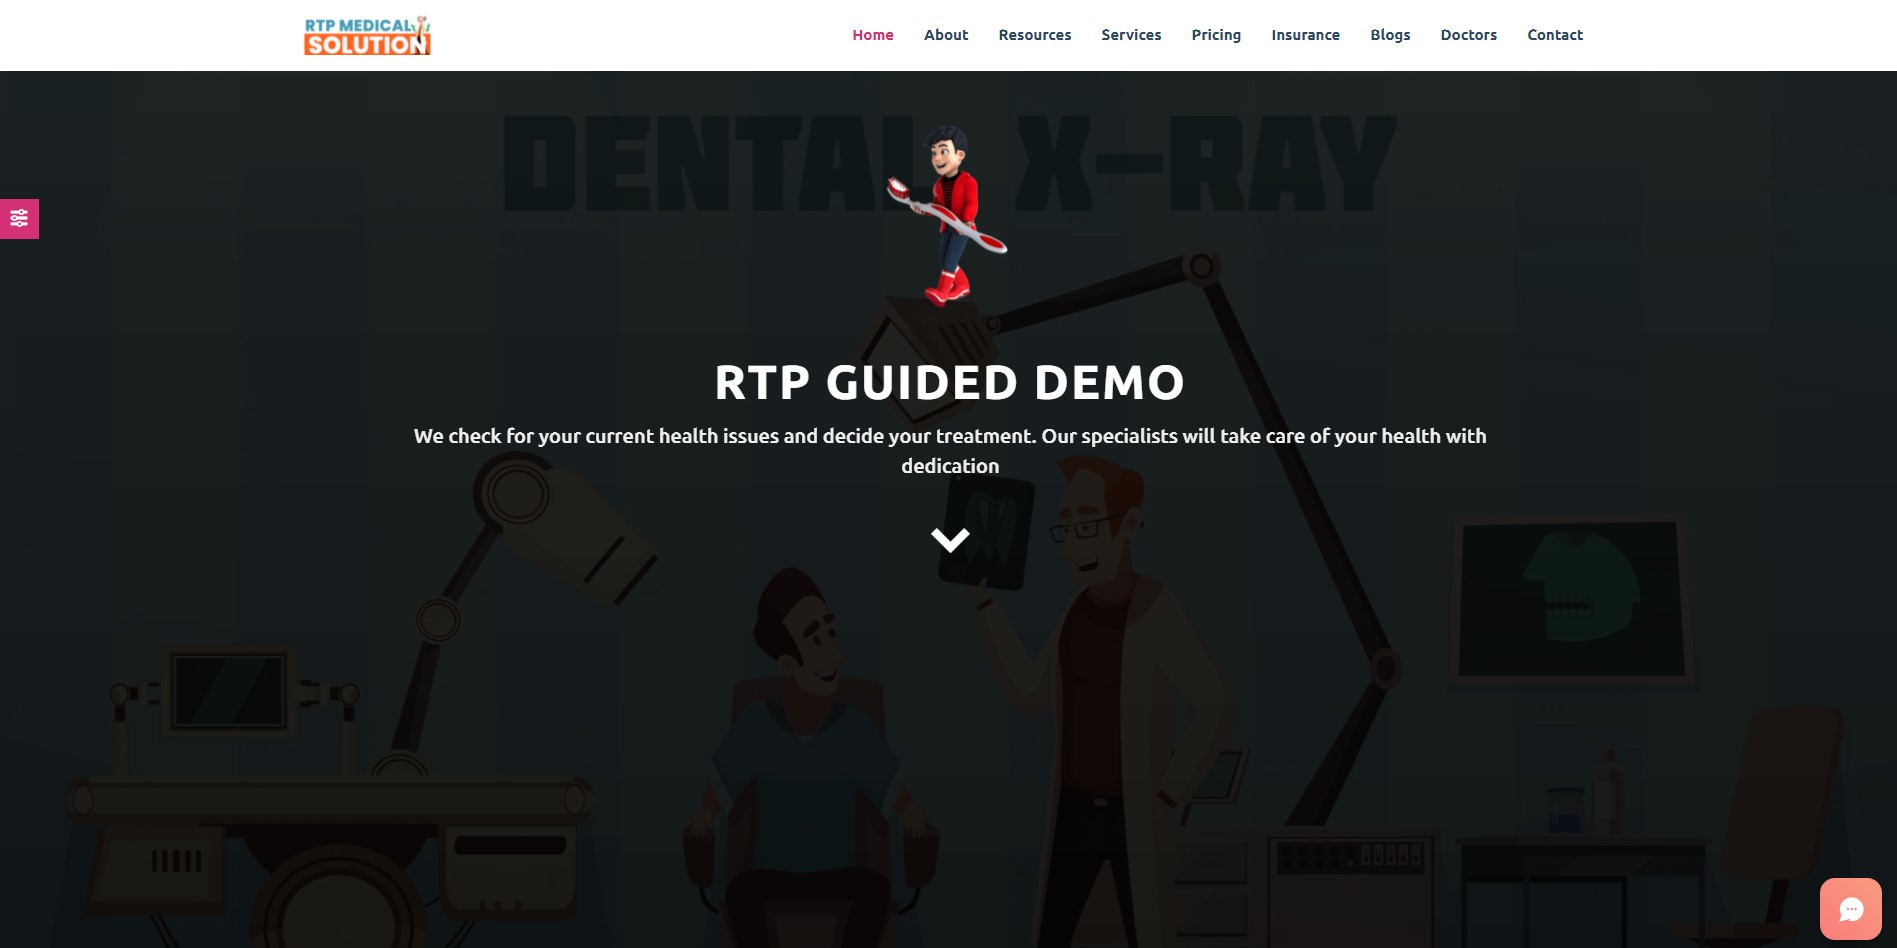 RTP MEDICAL
SOLUTION
Home About Resources Services Pricing Insurance Blogs Doctors Contact
DENTAL X-RAY
RTP GUIDED DEMO
We check for your current health issues and decide your treatment. Our specialists will take care of your health with
dedication